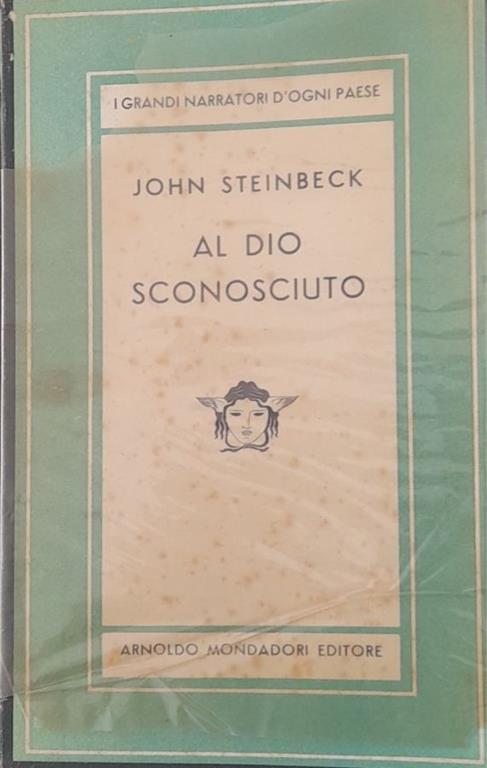 I GRANDI NARRATORI D'OGNI PAESE
JOHN STEINBECK
AL DIO
SCONOSCIUTO
ARNOLDO MONDADORI EDITORE